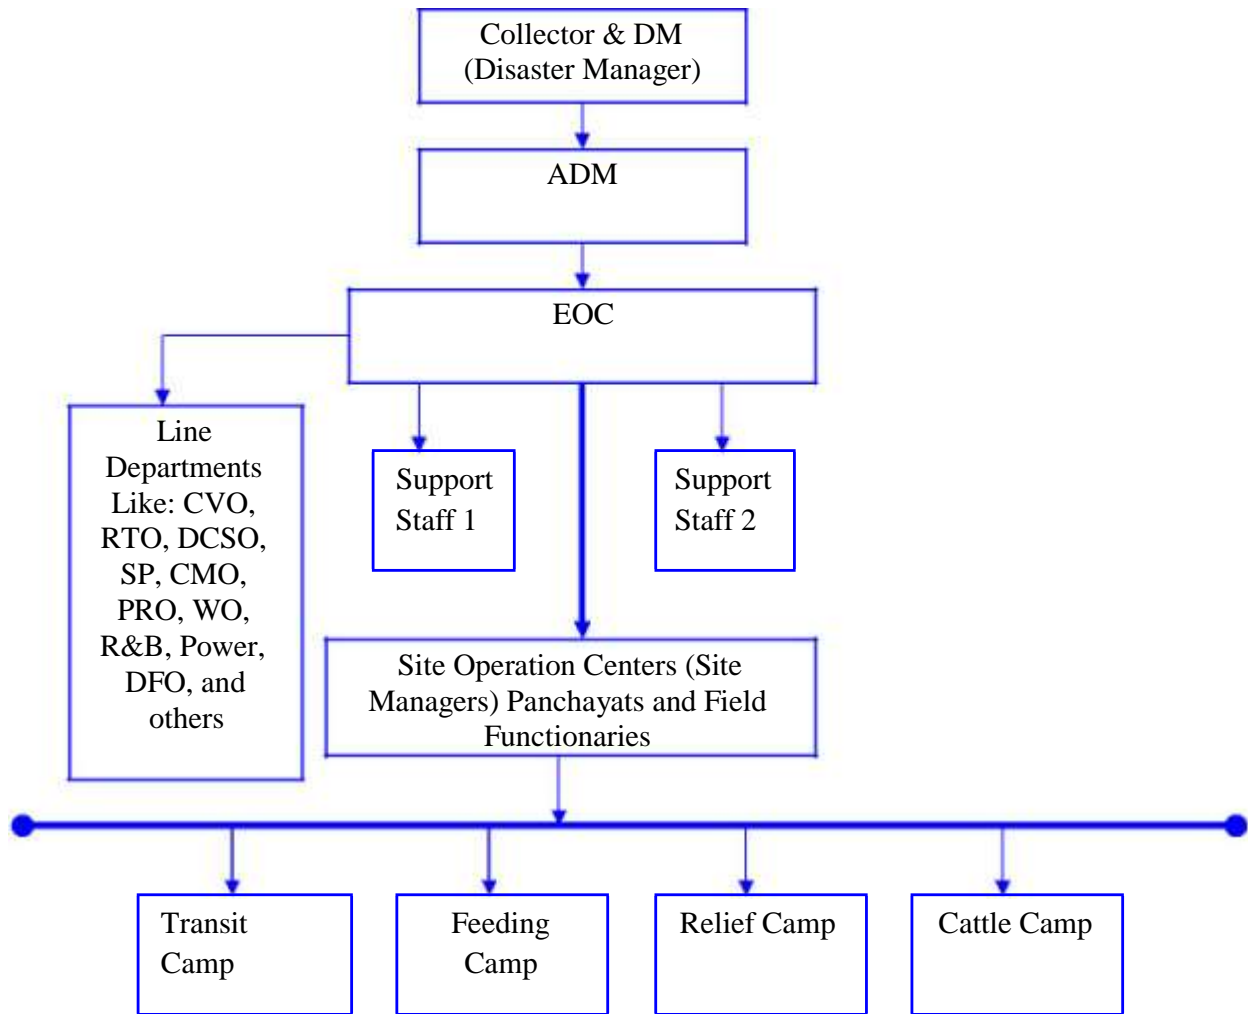 Collector & DM
(Disaster Manager)
ADM
EOC
Line
Departments
Like: CVO,
RTO, DCSO,
SP, CMO,
PRO, WO,
R&B, Power,
DFO, and
others
Support
Staff 1
Support
Staff 2
Site Operation Centers (Site
Managers) Panchayats and Field
Functionaries
Transit
Camp
Feeding
Camp
Relief Camp
Cattle Camp